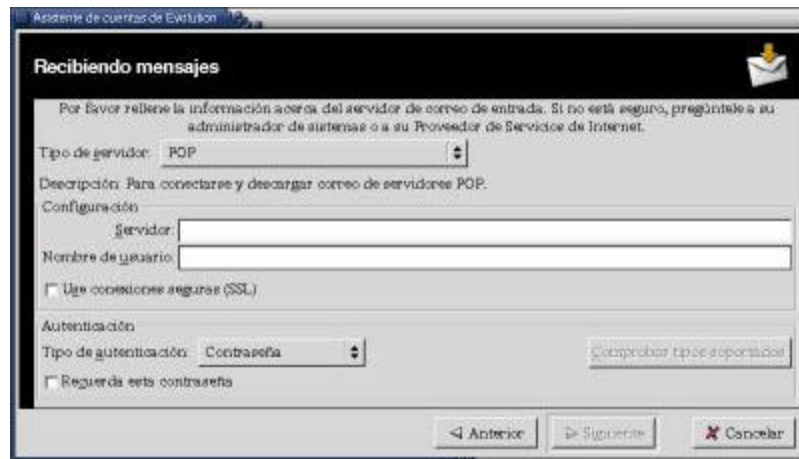 Asistente de cuentas de Evolution
Recibiendo mensajes
Por favor rellene la información acerca del servidor de correo de entrada. Si no está seguro, pregúntele a su
administrador de sistemas o a su Proveedor de Servicios de Internet.
Tipo de servidor: POP
Descripción: Para conectarse y descargar correo de servidores POP.
Configuración
Servidor:
Nombre de usuario:
Use conexiones seguras (SSL)
Autenticación
Tipo de autenticación: Contraseña
Comprobar tipos soportados
Recuerda esta contraseña
Anterior
Siguiente
Cancelar